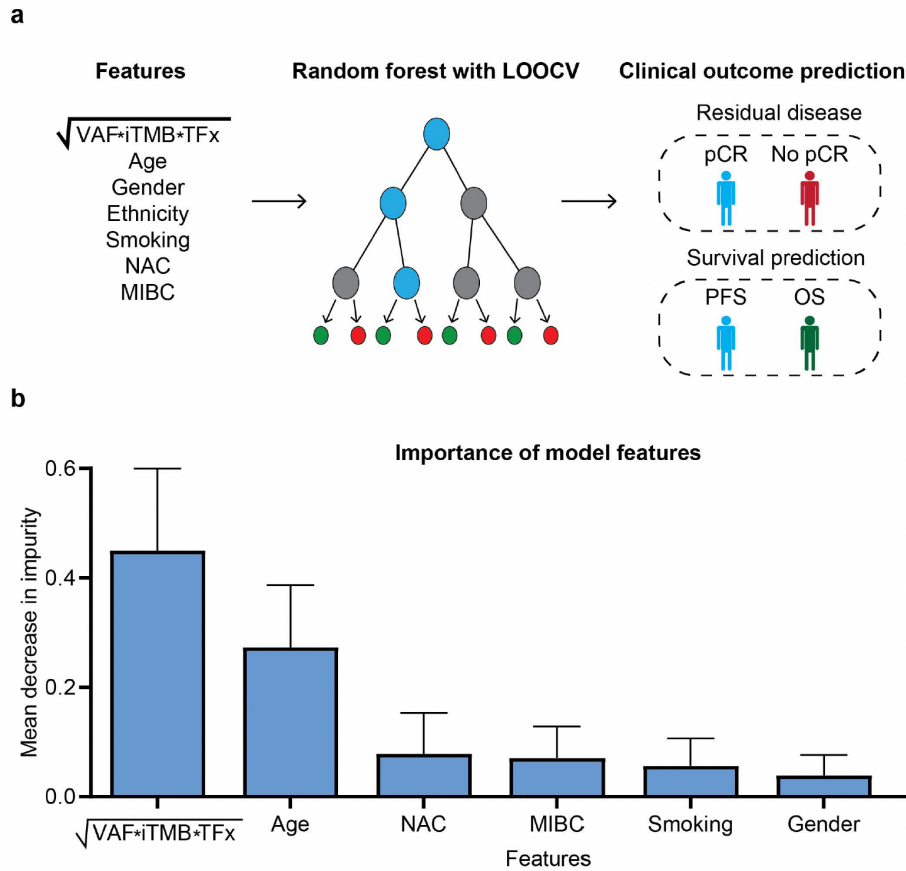 a
Features
Random forest with LOOCV
Clinical outcome prediction
√VAF*iTMB*TFx
Age
Gender
Ethnicity
Smoking
NAC
MIBC
Residual disease
pCR No pCR
Survival prediction
PFS OS
b
Importance of model features
Mean decrease in impurity
0.6
0.4
0.2
0.0
√VAF*iTMB*TFx Age NAC MIBC Smoking Gender
Features